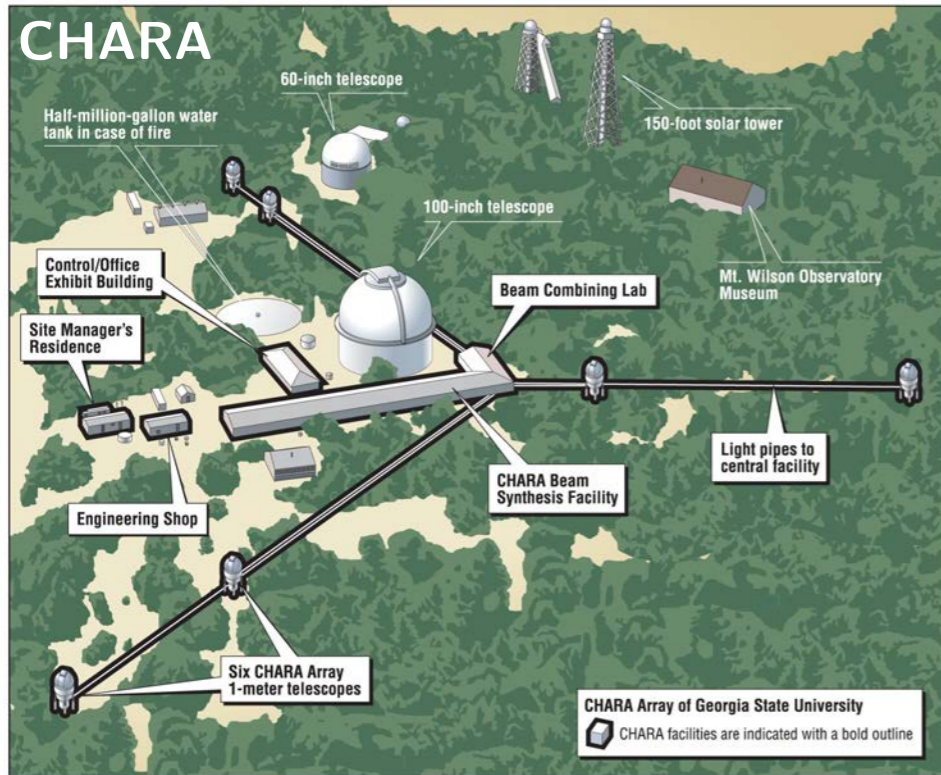 CHARA
60-inch telescope
Half-million-gallon water
tank in case of fire
150-foot solar tower
100-inch telescope
Control/Office
Exhibit Building
Beam Combining Lab
Mt. Wilson Observatory
Museum
Site Manager's
Residence
Light pipes to
central facility
CHARA Beam
Synthesis Facility
Engineering Shop
Six CHARA Array
1-meter telescopes
CHARA Array of Georgia State University
CHARA facilities are indicated with a bold outline